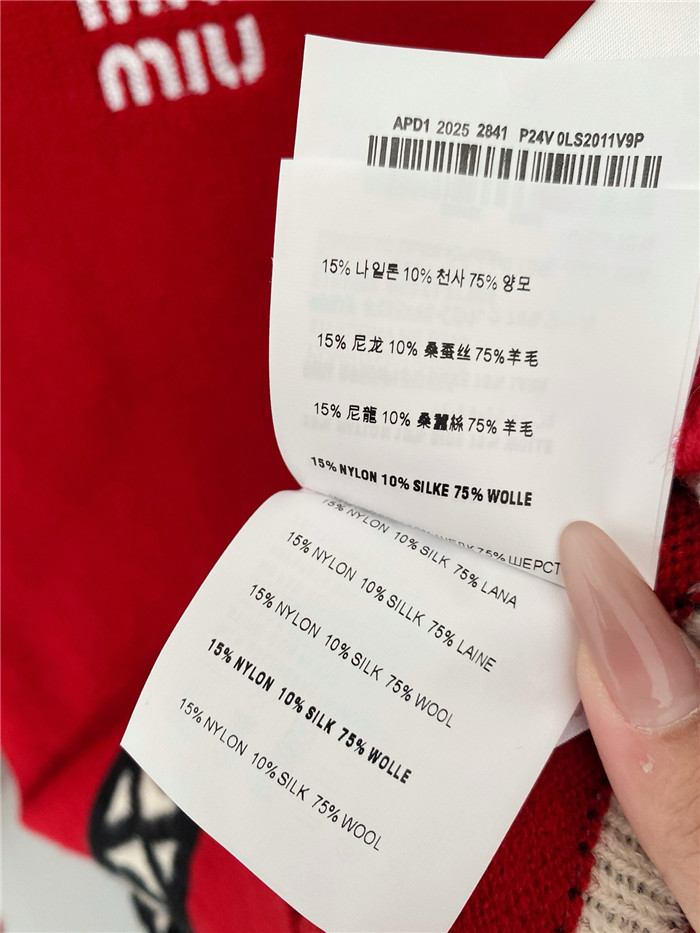 MIU
APD1 2025 2841 P24V 0LS2011V9P
15% 나일론 10% 천사 75% 양모
15% 尼龙 10% 桑蚕丝 75% 羊毛
15% 尼龍 10% 桑蠶絲 75% 羊毛
15% NYLON 10% SILKE 75% WOLLE
75% ШЕРСТ
15% NYLON 10% SILK 75% LANA
15% NYLON 10% SILLK 75% LAINE
15% NYLON 10% SILK 75% WOOL
15% NYLON 10% SILK 75% WOLLE
15% NYLON 10% SILK 75% WOOL